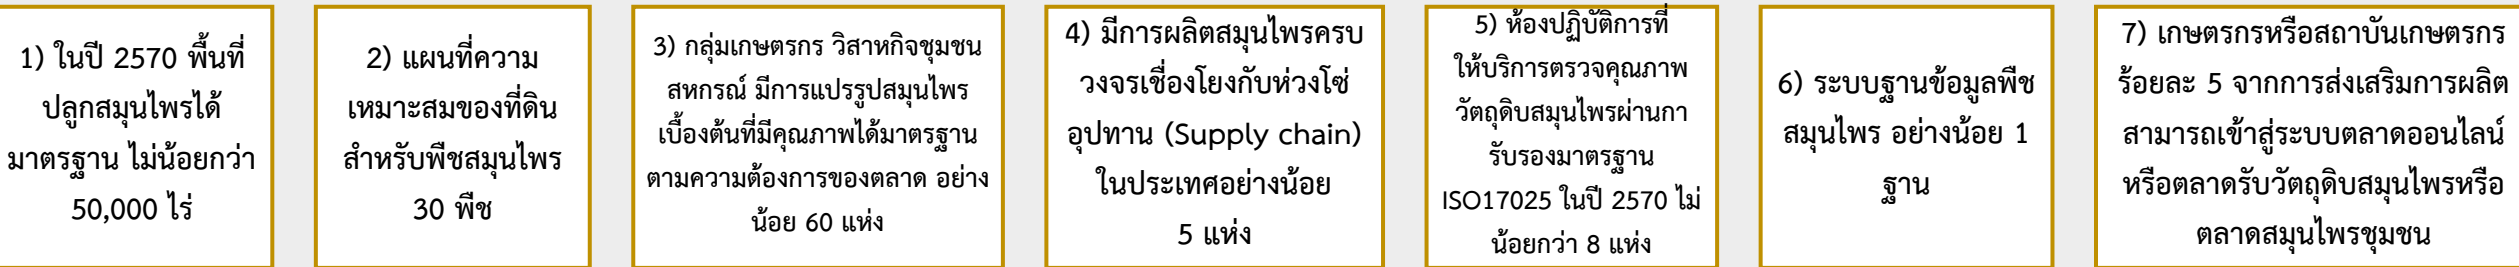 1) ในปี 2570 พื้นที่
ปลูกสมุนไพรได้
มาตรฐาน ไม่น้อยกว่า
50,000 ไร่
2) แผนที่ความ
เหมาะสมของที่ดิน
สำหรับพืชสมุนไพร
30 พืช
3) กลุ่มเกษตรกร วิสาหกิจชุมชน
สหกรณ์ มีการแปรรูปสมุนไพร
เบื้องต้นที่มีคุณภาพได้มาตรฐาน
ตามความต้องการของตลาด อย่าง
น้อย 60 แห่ง
4) มีการผลิตสมุนไพรครบ
วงจรเชื่องโยงกับห่วงโซ่
อุปทาน (Supply chain)
ในประเทศอย่างน้อย
5 แห่ง
5) ห้องปฏิบัติการที่
ให้บริการตรวจคุณภาพ
วัตถุดิบสมุนไพรผ่านกา
รับรองมาตรฐาน
ISO17025 ในปี 2570 ไม่
น้อยกว่า 8 แห่ง
6) ระบบฐานข้อมูลพืช
สมุนไพร อย่างน้อย 1
ฐาน
7) เกษตรกรหรือสถาบันเกษตรกร
ร้อยละ 5 จากการส่งเสริมการผลิต
สามารถเข้าสู่ระบบตลาดออนไลน์
หรือตลาดรับวัตถุดิบสมุนไพรหรือ
ตลาดสมุนไพรชุมชน